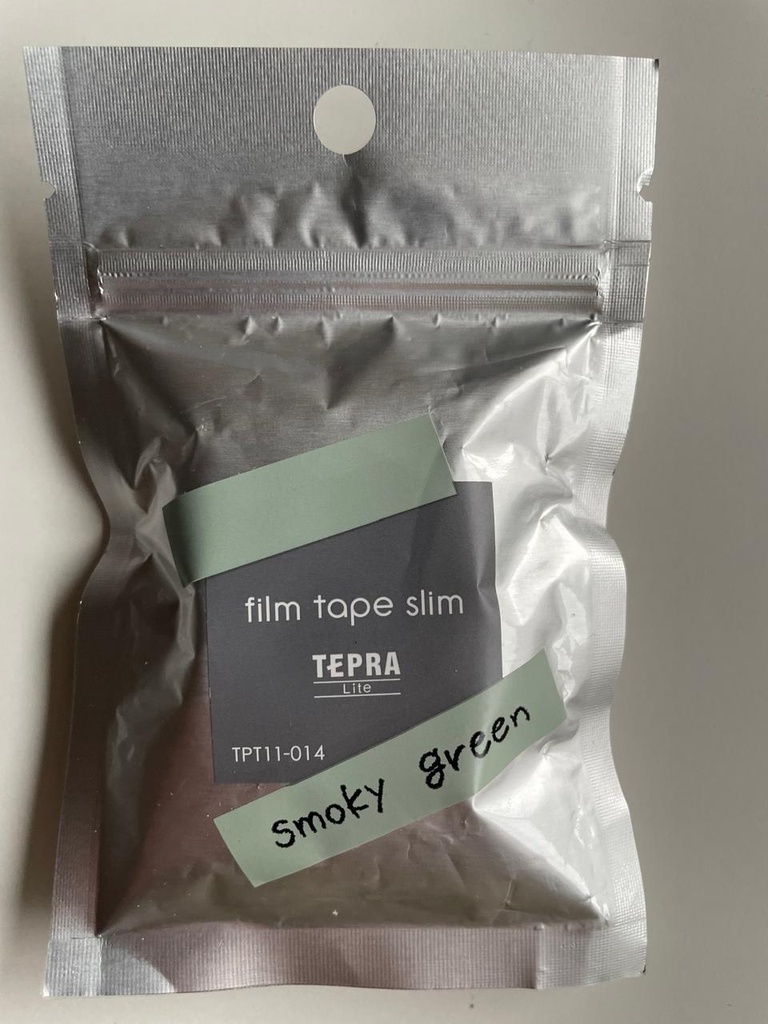 film tape slim
TEPRA
Lite
TPT11-014
smoky green